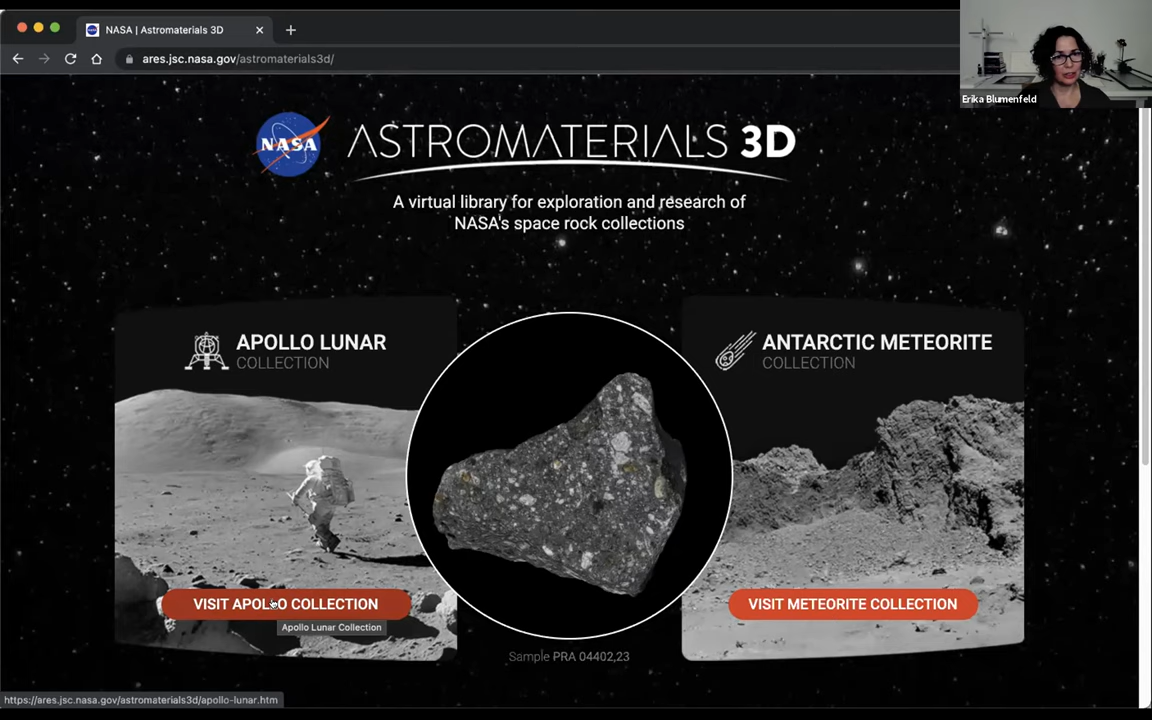 NASA | Astromaterials 3D
ares.jsc.nasa.gov/astromaterials3d/
Erika Blumenfeld
NASA
ASTROMATERIALS 3D
A virtual library for exploration and research of
NASA's space rock collections
APOLLO LUNAR
COLLECTION
ANTARCTIC METEORITE
COLLECTION
VISIT APOLLO COLLECTION
VISIT METEORITE COLLECTION
Apollo Lunar Collection
Sample PRA 04402,23
https://ares.jsc.nasa.gov/astromaterials3d/apollo-lunar.htm